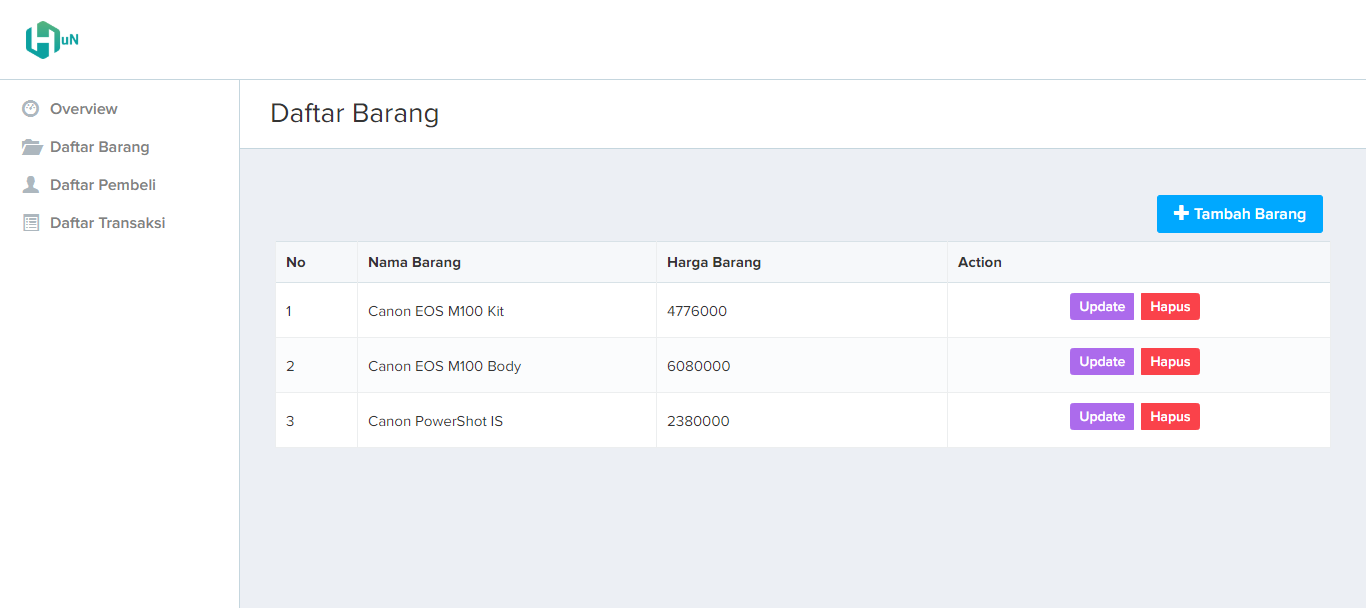 HuN
Overview
Daftar Barang
Daftar Pembeli
Daftar Transaksi
Daftar Barang
Tambah Barang
No Nama Barang Harga Barang Action
1 Canon EOS M100 Kit 4776000 Update Hapus
2 Canon EOS M100 Body 6080000 Update Hapus
3 Canon PowerShot IS 2380000 Update Hapus